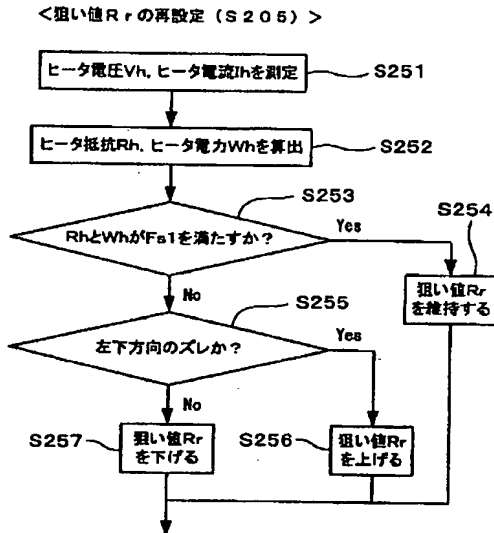 ＜狙い値Rrの再設定（S205）＞
ヒータ電圧Vh，ヒータ電流Ihを測定
S251
ヒータ抵抗Rh、ヒータ電力Whを算出
S252
S253
RhとWhがFs1を満たすか？
Yes
S254
狙い値Rr
を維持する
No
S255
左下方向のズレか？
Yes
No
S257
狙い値Rr
を下げる
S256
狙い値Rr
を上げる